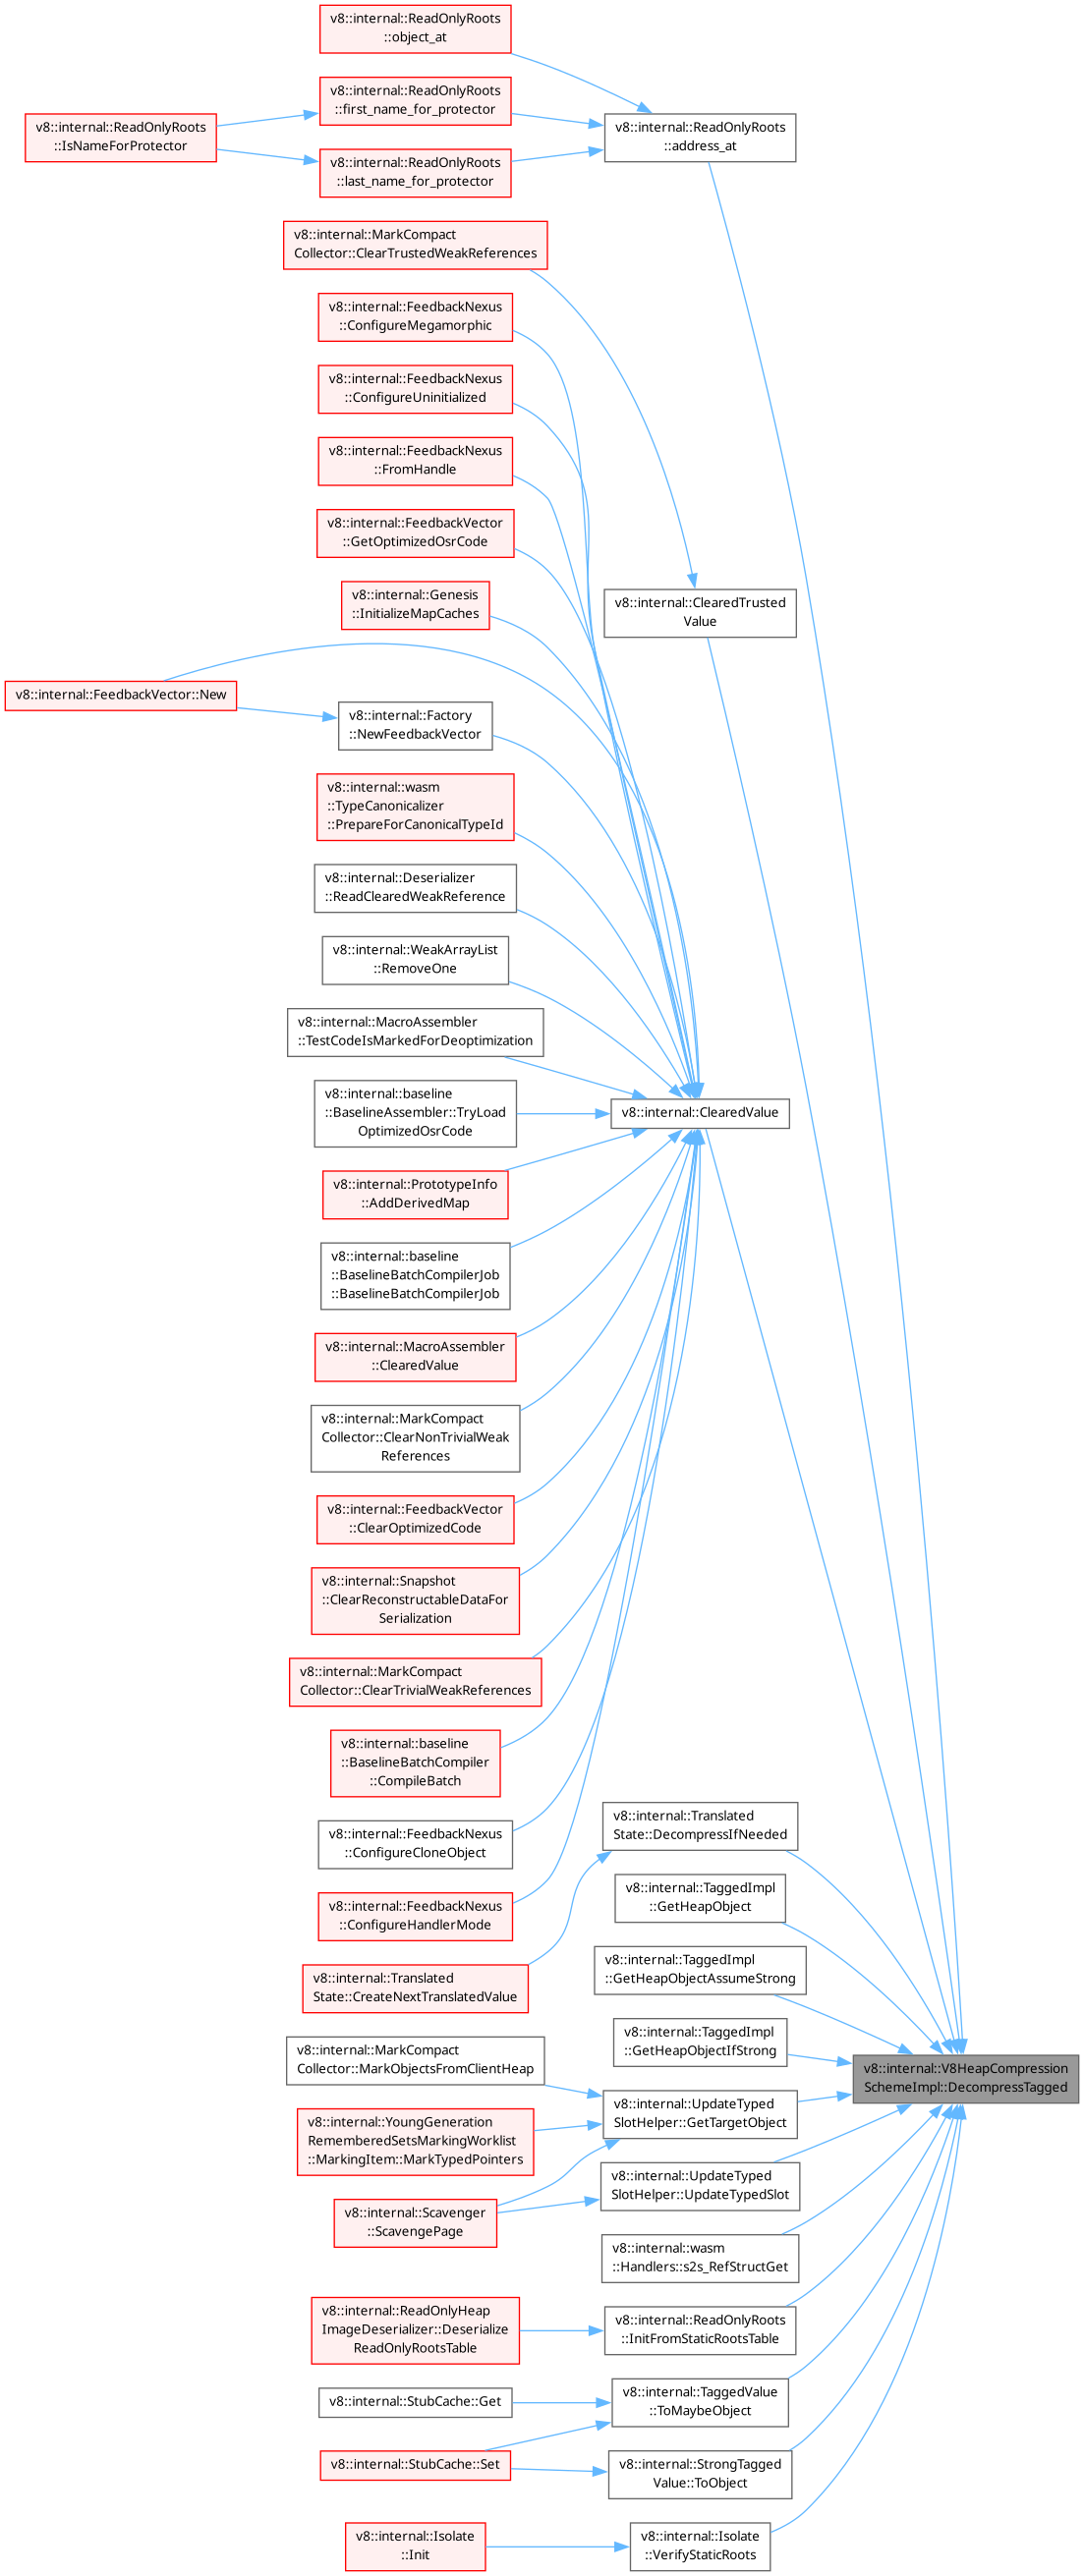 v8::internal::ReadOnlyRoots
::object_at
v8::internal::ReadOnlyRoots
::first_name_for_protector
v8::internal::ReadOnlyRoots
::IsNameForProtector
v8::internal::ReadOnlyRoots
::address_at
v8::internal::ReadOnlyRoots
::last_name_for_protector
v8::internal::MarkCompact
Collector::ClearTrustedWeakReferences
v8::internal::FeedbackNexus
::ConfigureMegamorphic
v8::internal::FeedbackNexus
::ConfigureUninitialized
v8::internal::FeedbackNexus
::FromHandle
v8::internal::FeedbackVector
::GetOptimizedOsrCode
v8::internal::Genesis
::InitializeMapCaches
v8::internal::ClearedTrusted
Value
v8::internal::FeedbackVector::New
v8::internal::Factory
::NewFeedbackVector
v8::internal::wasm
::TypeCanonicalizer
::PrepareForCanonicalTypeId
v8::internal::Deserializer
::ReadClearedWeakReference
v8::internal::WeakArrayList
::RemoveOne
v8::internal::MacroAssembler
::TestCodeIsMarkedForDeoptimization
v8::internal::baseline
::BaselineAssembler::TryLoad
OptimizedOsrCode
v8::internal::ClearedValue
v8::internal::PrototypeInfo
::AddDerivedMap
v8::internal::baseline
::BaselineBatchCompilerJob
::BaselineBatchCompilerJob
v8::internal::MacroAssembler
::ClearedValue
v8::internal::MarkCompact
Collector::ClearNonTrivialWeak
References
v8::internal::FeedbackVector
::ClearOptimizedCode
v8::internal::Snapshot
::ClearReconstructableDataFor
Serialization
v8::internal::MarkCompact
Collector::ClearTrivialWeakReferences
v8::internal::baseline
::BaselineBatchCompiler
::CompileBatch
v8::internal::FeedbackNexus
::ConfigureCloneObject
v8::internal::Translated
State::DecompressIfNeeded
v8::internal::FeedbackNexus
::ConfigureHandlerMode
v8::internal::TaggedImpl
::GetHeapObject
v8::internal::Translated
State::CreateNextTranslatedValue
v8::internal::TaggedImpl
::GetHeapObjectAssumeStrong
v8::internal::MarkCompact
Collector::MarkObjectsFromClientHeap
v8::internal::TaggedImpl
::GetHeapObjectIfStrong
v8::internal::V8HeapCompression
SchemeImpl::DecompressTagged
v8::internal::YoungGeneration
RememberedSetsMarkingWorklist
::MarkingItem::MarkTypedPointers
v8::internal::UpdateTyped
SlotHelper::GetTargetObject
v8::internal::Scavenger
::ScavengePage
v8::internal::UpdateTyped
SlotHelper::UpdateTypedSlot
v8::internal::wasm
::Handlers::s2s_RefStructGet
v8::internal::ReadOnlyHeap
ImageDeserializer::Deserialize
ReadOnlyRootsTable
v8::internal::ReadOnlyRoots
::InitFromStaticRootsTable
v8::internal::StubCache::Get
v8::internal::TaggedValue
::ToMaybeObject
v8::internal::StubCache::Set
v8::internal::StrongTagged
Value::ToObject
v8::internal::Isolate
::Init
v8::internal::Isolate
::VerifyStaticRoots